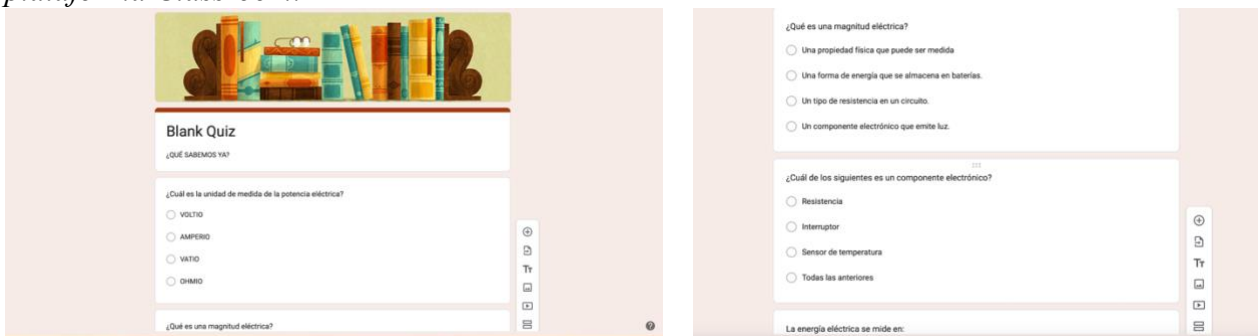 Blank Quiz
¿QUÉ SABEMOS YA?
¿Cuál es la unidad de medida de la potencia eléctrica?
VOLTIO
AMPERIO
VATIO
OHMIO
¿Qué es una magnitud eléctrica?
¿Qué es una magnitud eléctrica?
Una propiedad física que puede ser medida
Una forma de energía que se almacena en baterías.
Un tipo de resistencia en un circuito.
Un componente electrónico que emite luz.
¿Cuál de los siguientes es un componente electrónico?
Resistencia
Interruptor
Sensor de temperatura
Todas las anteriores
La energía eléctrica se mide en: